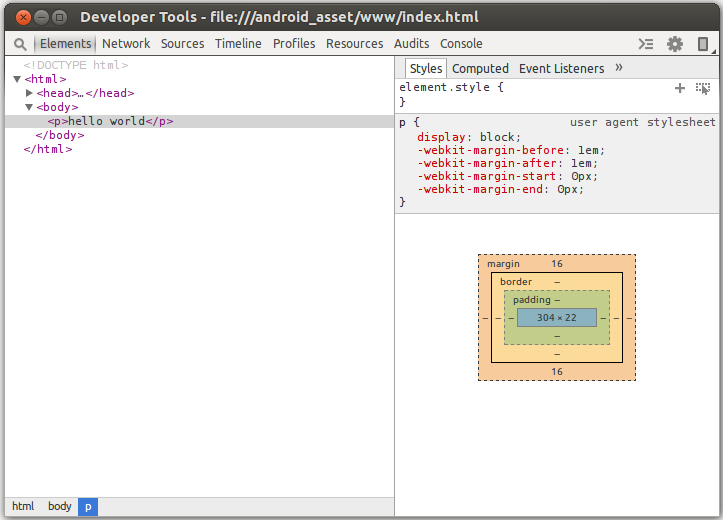 Developer Tools - file:///android_asset/www/index.html
Elements Network Sources Timeline Profiles Resources Audits Console
<!DOCTYPE html>
<html>
<head>…</head>
<body>
<p>hello world</p>
</body>
</html>
html body p
Styles Computed Event Listeners »
element.style {
}
p { user agent stylesheet
display: block;
-webkit-margin-before: 1em;
-webkit-margin-after: 1em;
-webkit-margin-start: 0px;
-webkit-margin-end: 0px;
}
margin 16
border –
padding –
– – – 304 × 22 – – –
–
–
16